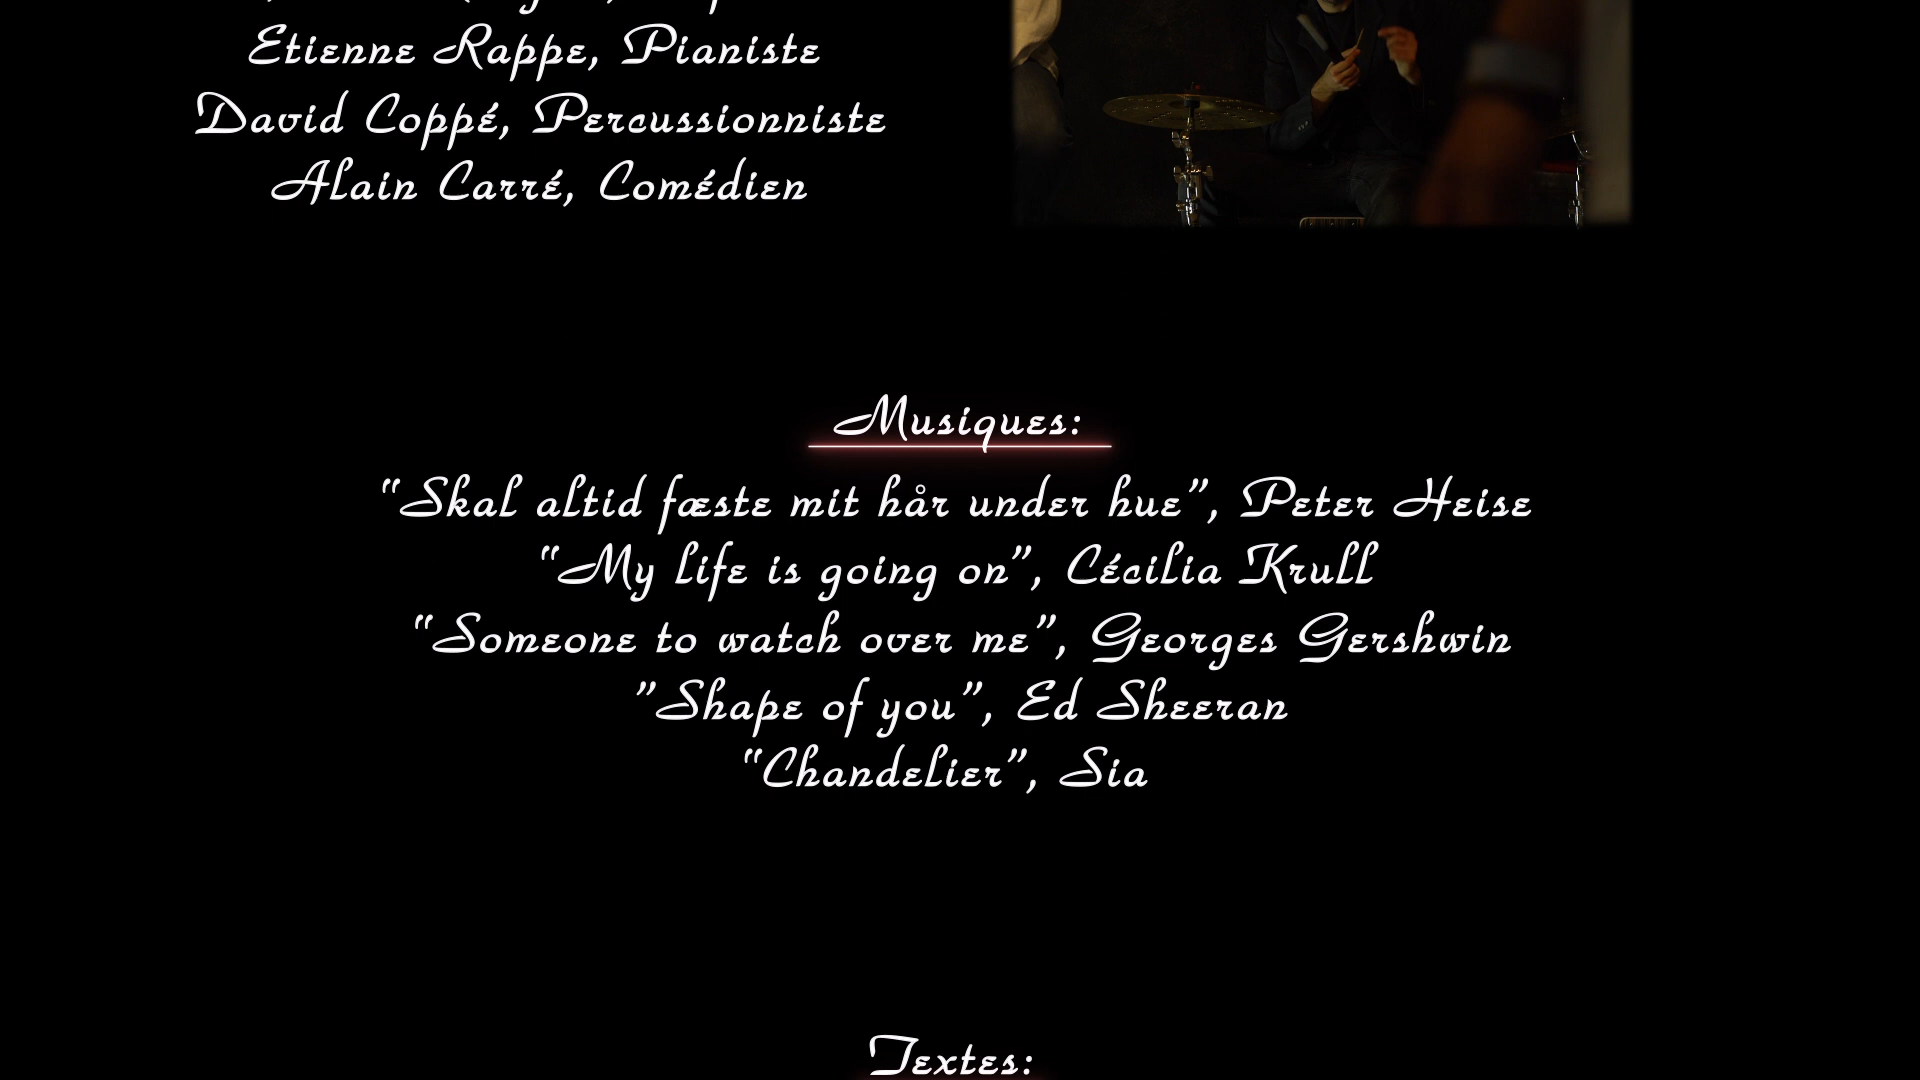 Etienne Rappe, Pianiste
David Coppé, Percussionniste
Alain Carré, Comédien
Musiques:
"Skal altid fæste mit hår under hue", Peter Heise
"My life is going on", Cécilia Krull
"Someone to watch over me", Georges Gershwin
"Shape of you", Ed Sheeran
"Chandelier", Sia
Textes: